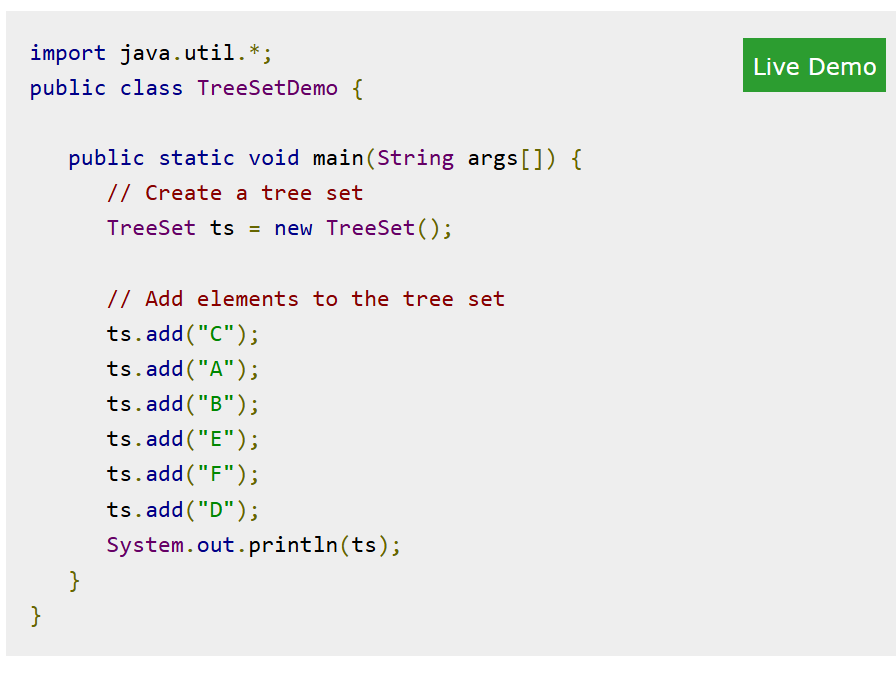 import java.util.*;
Live Demo
public class TreeSetDemo {
public static void main(String args[]) {
// Create a tree set
TreeSet ts = new TreeSet();
// Add elements to the tree set
ts.add("C");
ts.add("A");
ts.add("B");
ts.add("E");
ts.add("F");
ts.add("D");
System.out.println(ts);
}
}